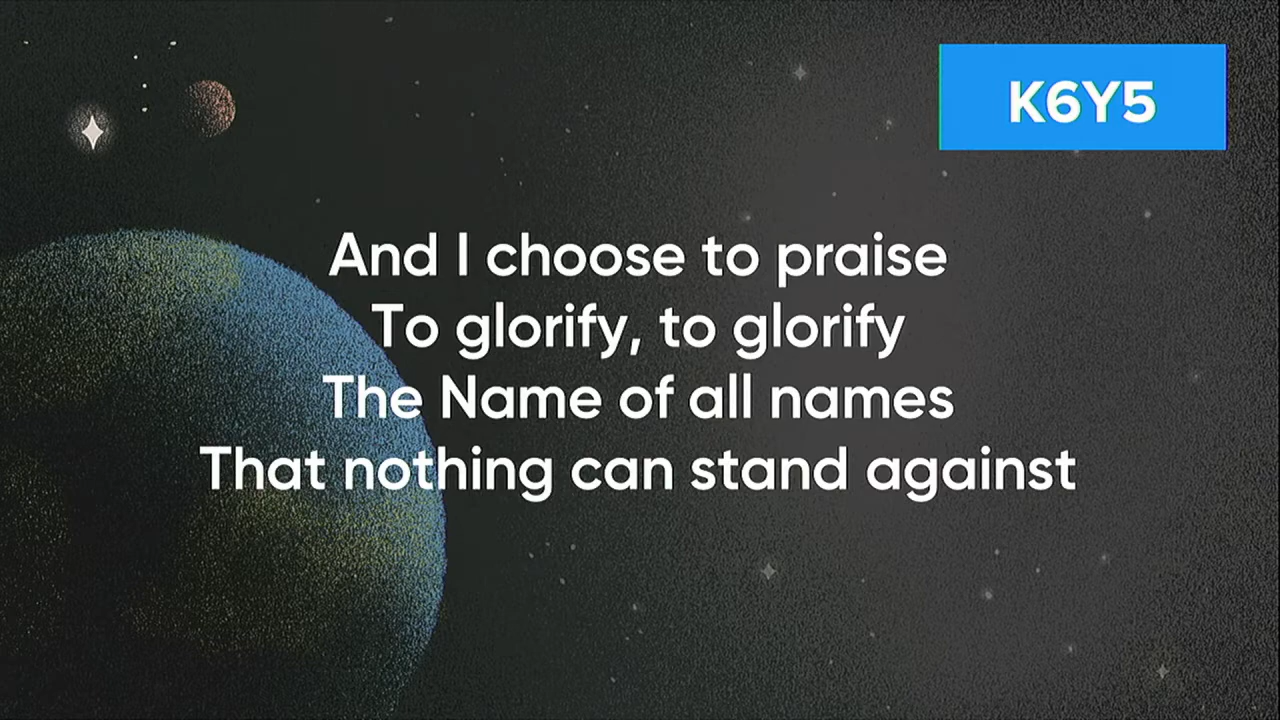 K6Y5
And I choose to praise
To glorify, to glorify
The Name of all names
That nothing can stand against